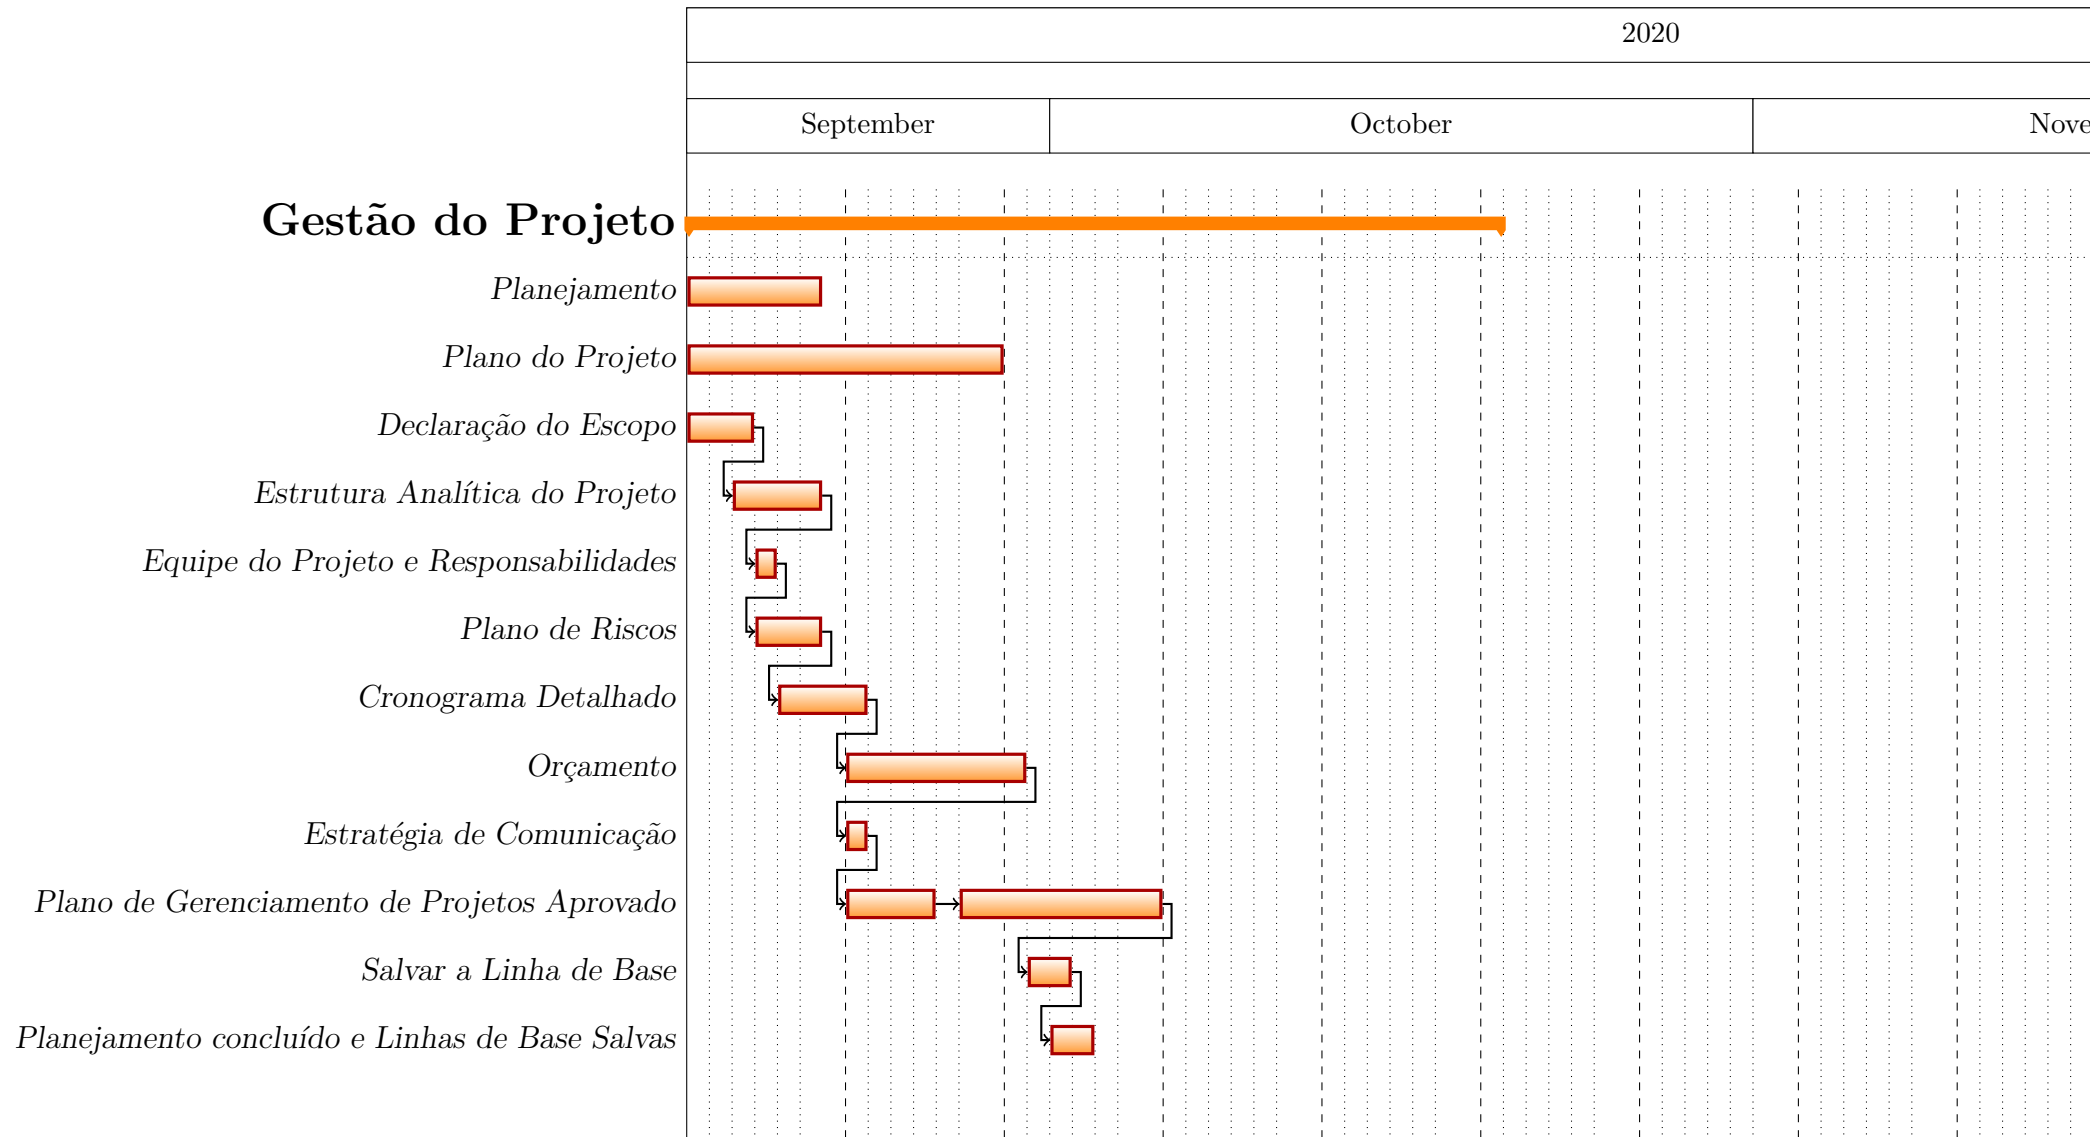 2020
September October Nove
Gestão do Projeto
Planejamento
Plano do Projeto
Declaração do Escopo
Estrutura Analítica do Projeto
Equipe do Projeto e Responsabilidades
Plano de Riscos
Cronograma Detalhado
Orçamento
Estratégia de Comunicação
Plano de Gerenciamento de Projetos Aprovado
Salvar a Linha de Base
Planejamento concluído e Linhas de Base Salvas